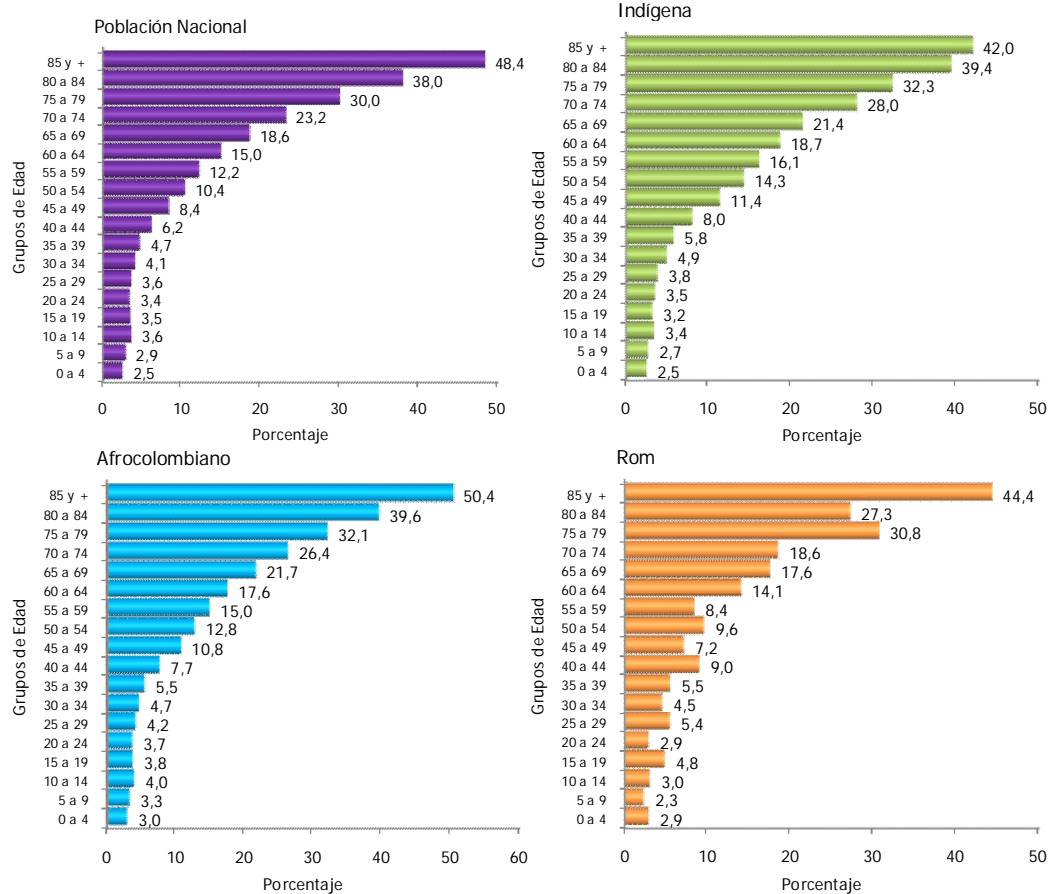 Población Nacional
Grupos de Edad
85 y + 48,4
80 a 84 38,0
75 a 79 30,0
70 a 74 23,2
65 a 69 18,6
60 a 64 15,0
55 a 59 12,2
50 a 54 10,4
45 a 49 8,4
40 a 44 6,2
35 a 39 4,7
30 a 34 4,1
25 a 29 3,6
20 a 24 3,4
15 a 19 3,5
10 a 14 3,6
5 a 9 2,9
0 a 4 2,5
0 10 20 30 40 50
Porcentaje
Indígena
Grupos de Edad
85 y + 42,0
80 a 84 39,4
75 a 79 32,3
70 a 74 28,0
65 a 69 21,4
60 a 64 18,7
55 a 59 16,1
50 a 54 14,3
45 a 49 11,4
40 a 44 8,0
35 a 39 5,8
30 a 34 4,9
25 a 29 3,8
20 a 24 3,5
15 a 19 3,2
10 a 14 3,4
5 a 9 2,7
0 a 4 2,5
0 10 20 30 40 50
Porcentaje
Afrocolombiano
Grupos de Edad
85 y + 50,4
80 a 84 39,6
75 a 79 32,1
70 a 74 26,4
65 a 69 21,7
60 a 64 17,6
55 a 59 15,0
50 a 54 12,8
45 a 49 10,8
40 a 44 7,7
35 a 39 5,5
30 a 34 4,7
25 a 29 4,2
20 a 24 3,7
15 a 19 3,8
10 a 14 4,0
5 a 9 3,3
0 a 4 3,0
0 10 20 30 40 50 60
Porcentaje
Rom
Grupos de Edad
85 y + 44,4
80 a 84 27,3
75 a 79 30,8
70 a 74 18,6
65 a 69 17,6
60 a 64 14,1
55 a 59 8,4
50 a 54 9,6
45 a 49 7,2
40 a 44 9,0
35 a 39 5,5
30 a 34 4,5
25 a 29 5,4
20 a 24 2,9
15 a 19 4,8
10 a 14 3,0
5 a 9 2,3
0 a 4 2,9
0 10 20 30 40 50
Porcentaje